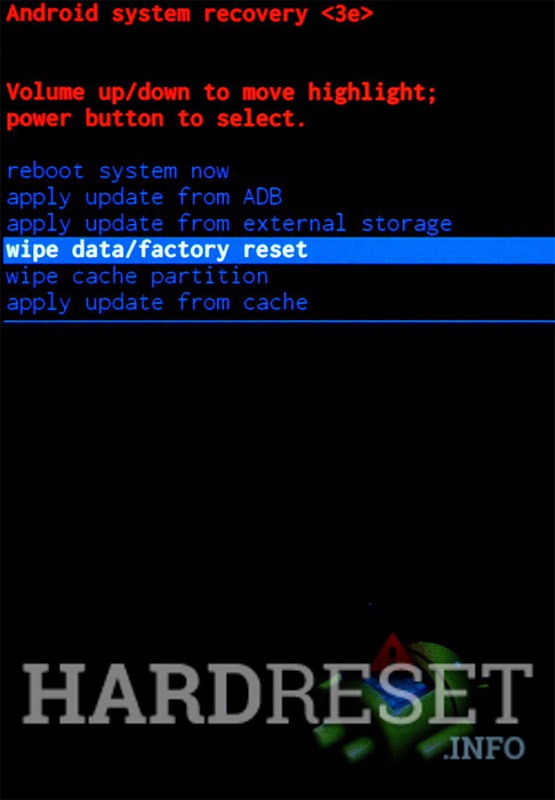 Android system recovery <3e>
Volume up/down to move highlight;
power button to select.
reboot system now
apply update from ADB
apply update from external storage
wipe data/factory reset
wipe cache partition
apply update from cache
HARDRESET
.INFO